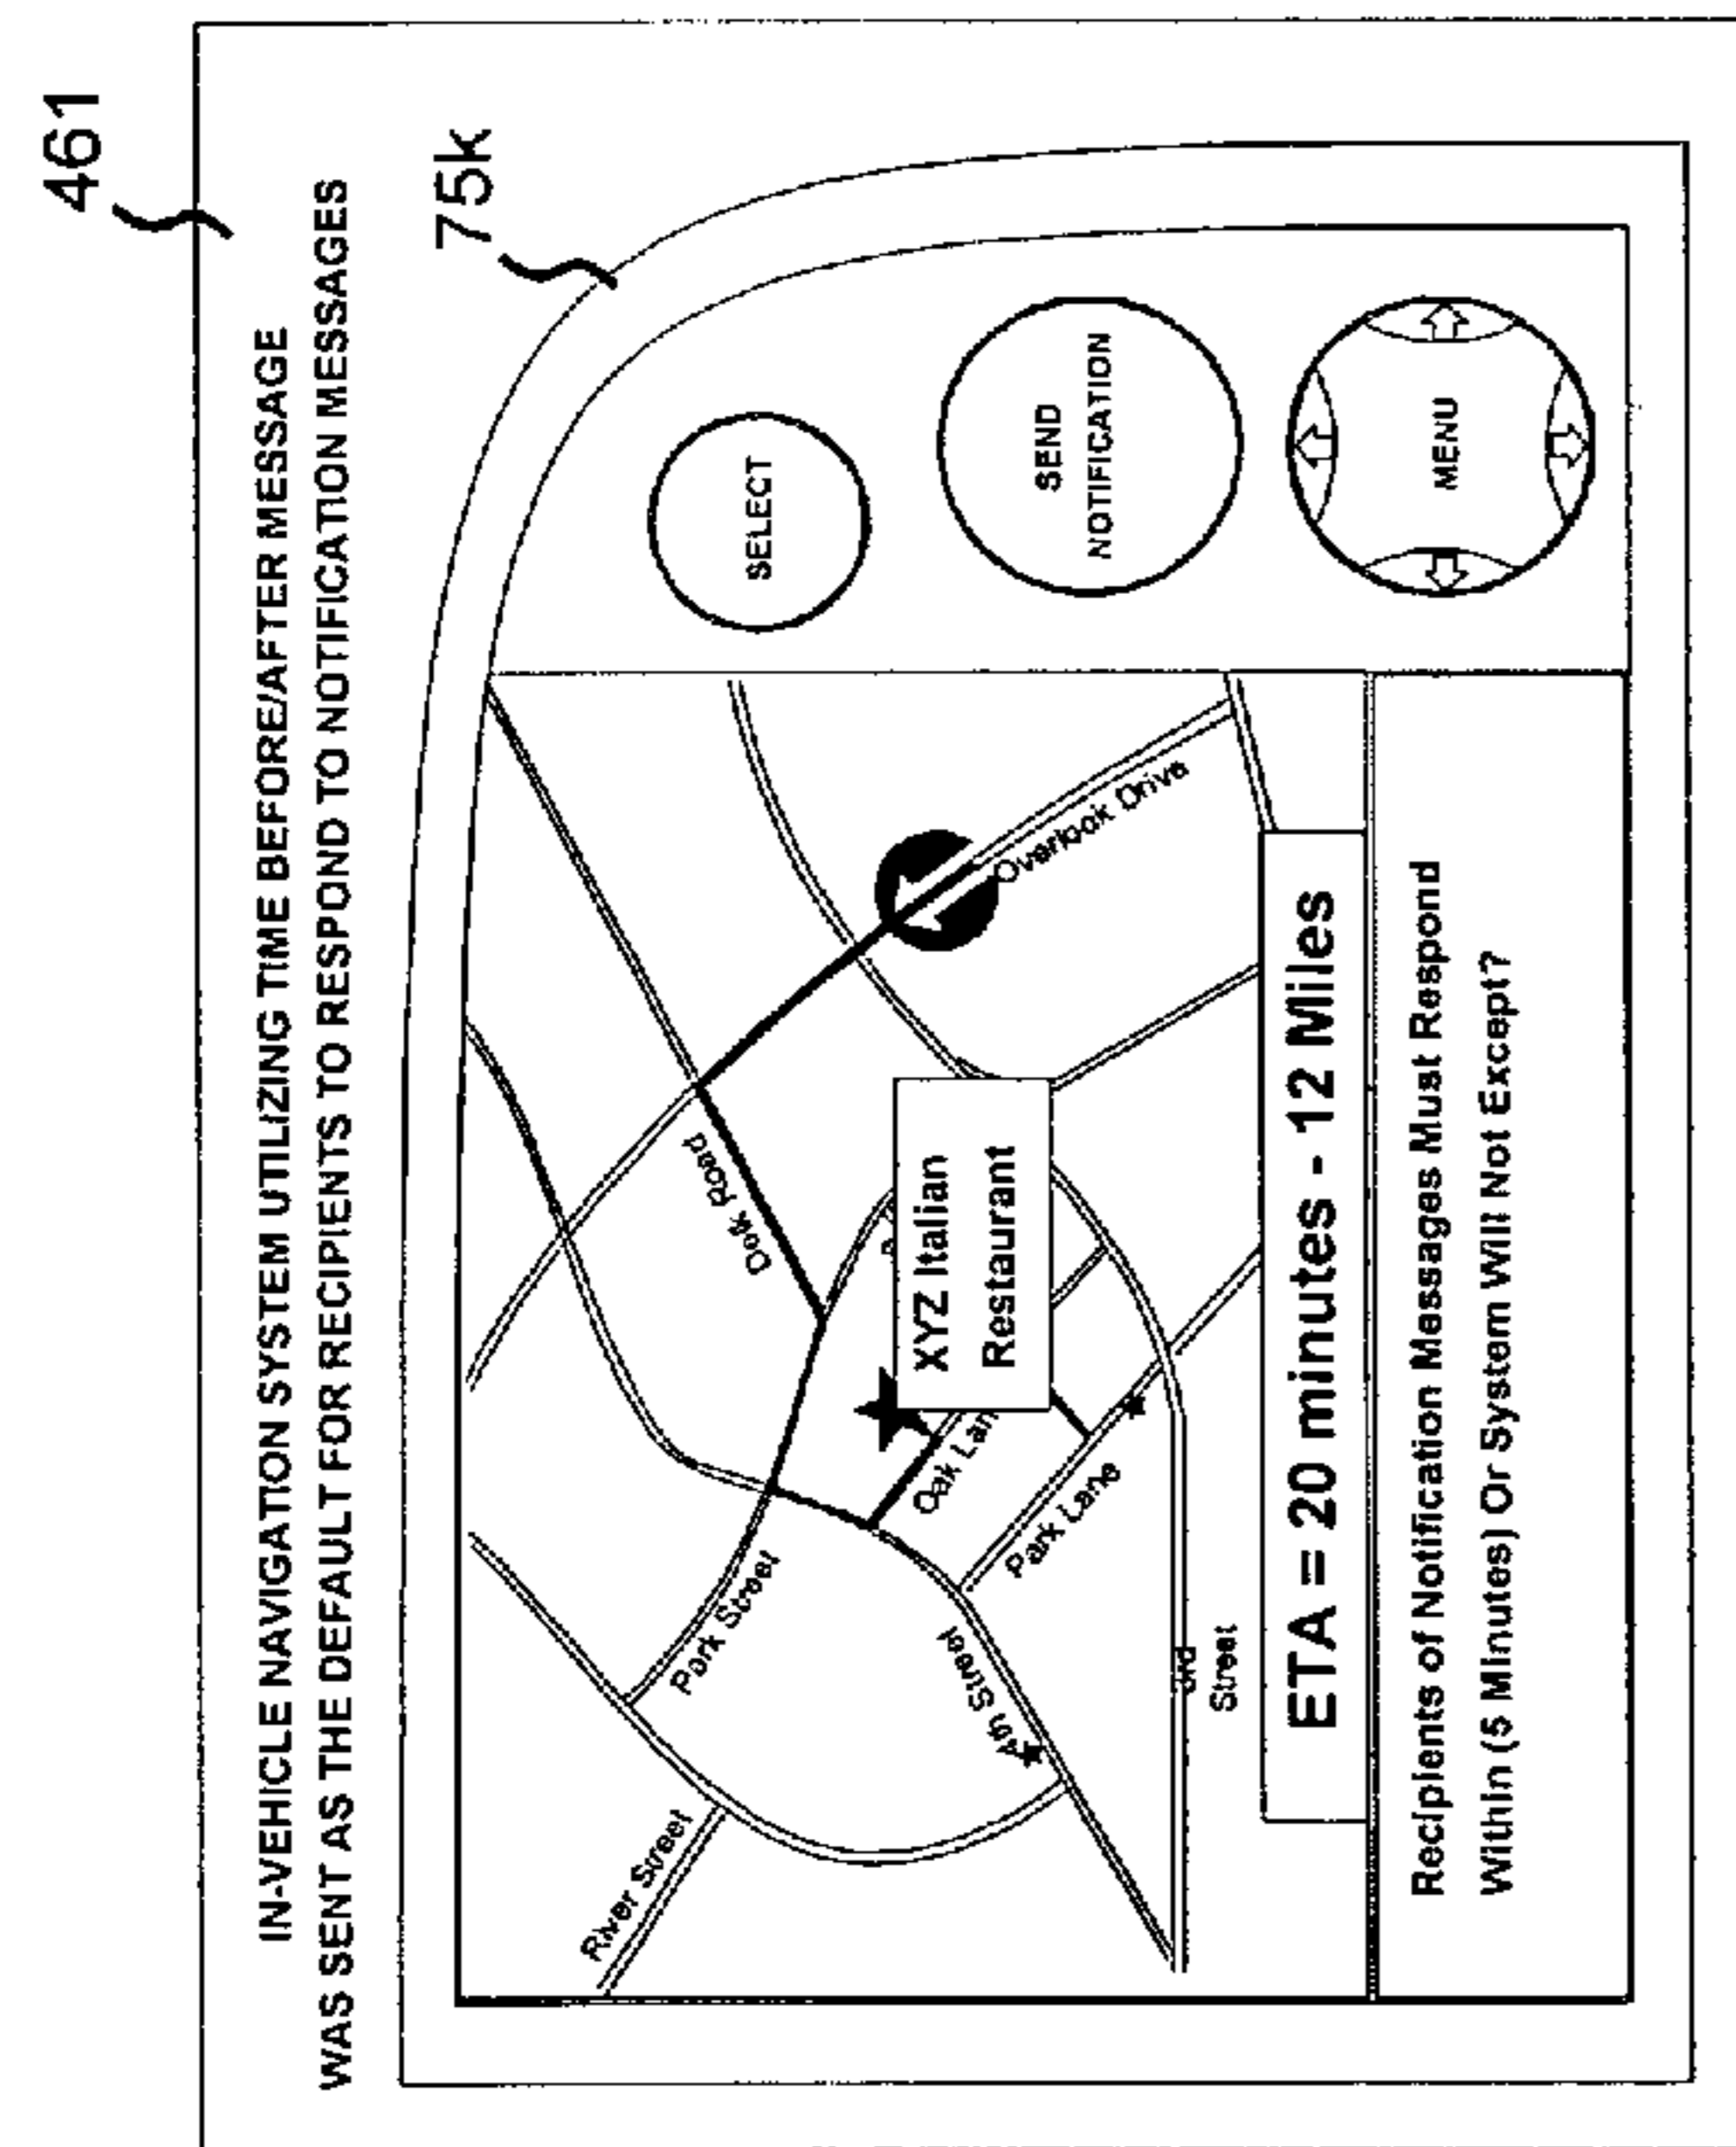 461
IN-VEHICLE NAVIGATION SYSTEM UTILIZING TIME BEFORE/AFTER MESSAGE
WAS SENT AS THE DEFAULT FOR RECIPIENTS TO RESPOND TO NOTIFICATION MESSAGES
75k
River Street
Park Street
Oak Road
Overlook Drive
XYZ Italian
Restaurant
Oak Lan
Park Lane
4th Street
3rd
Street
ETA = 20 minutes - 12 Miles
Recipients of Notification Messages Must Respond
Within (5 Minutes) Or System Will Not Except?
SELECT
SEND
NOTIFICATION
MENU